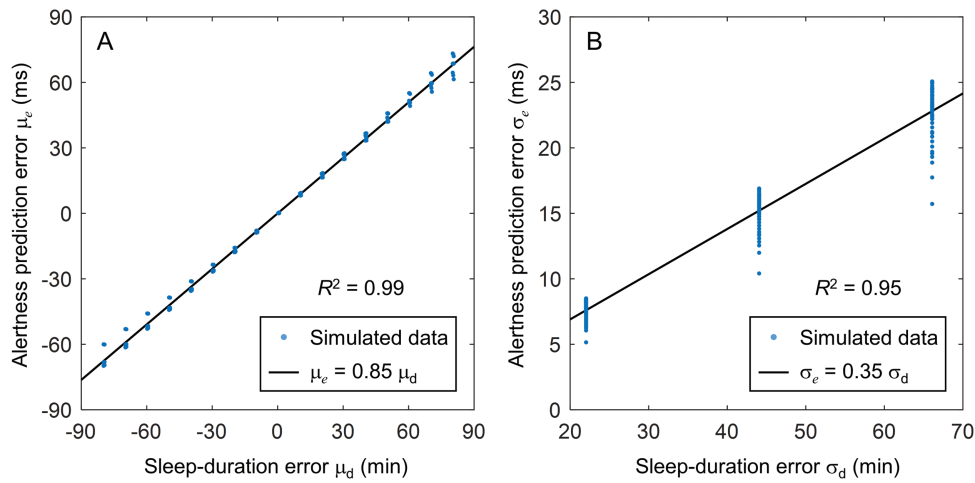 A
Alertness prediction error μe (ms)
90
60
30
0
-30
-60
-90
-90 -60 -30 0 30 60 90
Sleep-duration error μd (min)
R² = 0.99
Simulated data
μe = 0.85 μd
B
Alertness prediction error σe (ms)
30
25
20
15
10
5
0
20 30 40 50 60 70
Sleep-duration error σd (min)
R² = 0.95
Simulated data
σe = 0.35 σd